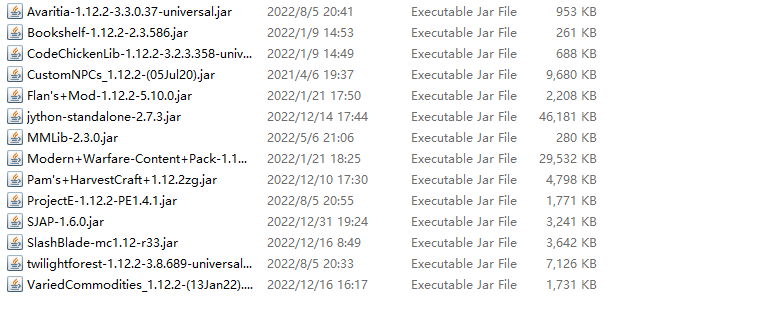 Avaritia-1.12.2-3.3.0.37-universal.jar 2022/8/5 20:41 Executable Jar File 953 KB
Bookshelf-1.12.2-2.3.586.jar 2022/1/9 14:53 Executable Jar File 261 KB
CodeChickenLib-1.12.2-3.2.3.358-univ... 2022/1/9 14:49 Executable Jar File 688 KB
CustomNPCs_1.12.2-(05Jul20).jar 2021/4/6 19:37 Executable Jar File 9,680 KB
Flan's+Mod-1.12.2-5.10.0.jar 2022/1/21 17:50 Executable Jar File 2,208 KB
jython-standalone-2.7.3.jar 2022/12/14 17:44 Executable Jar File 46,181 KB
MMLib-2.3.0.jar 2022/5/6 21:06 Executable Jar File 280 KB
Modern+Warfare-Content+Pack-1.1... 2022/1/21 18:25 Executable Jar File 29,532 KB
Pam's+HarvestCraft+1.12.2zg.jar 2022/12/10 17:30 Executable Jar File 4,798 KB
ProjectE-1.12.2-PE1.4.1.jar 2022/8/5 20:55 Executable Jar File 1,771 KB
SJAP-1.6.0.jar 2022/12/31 19:24 Executable Jar File 3,241 KB
SlashBlade-mc1.12-r33.jar 2022/12/16 8:49 Executable Jar File 3,642 KB
twilightforest-1.12.2-3.8.689-universal... 2022/8/5 20:33 Executable Jar File 7,126 KB
VariedCommodities_1.12.2-(13Jan22).... 2022/12/16 16:17 Executable Jar File 1,731 KB